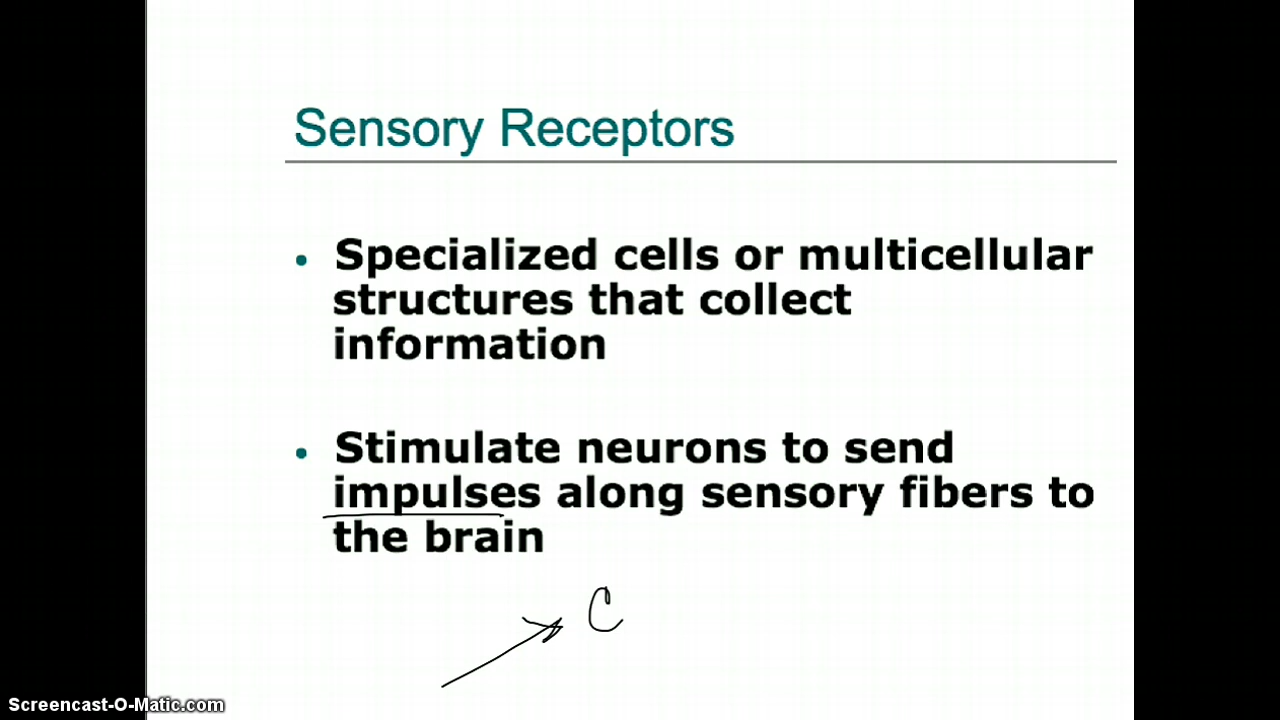 Sensory Receptors
• Specialized cells or multicellular
structures that collect
information
• Stimulate neurons to send
impulses along sensory fibers to
the brain
C
Screencast-O-Matic.com